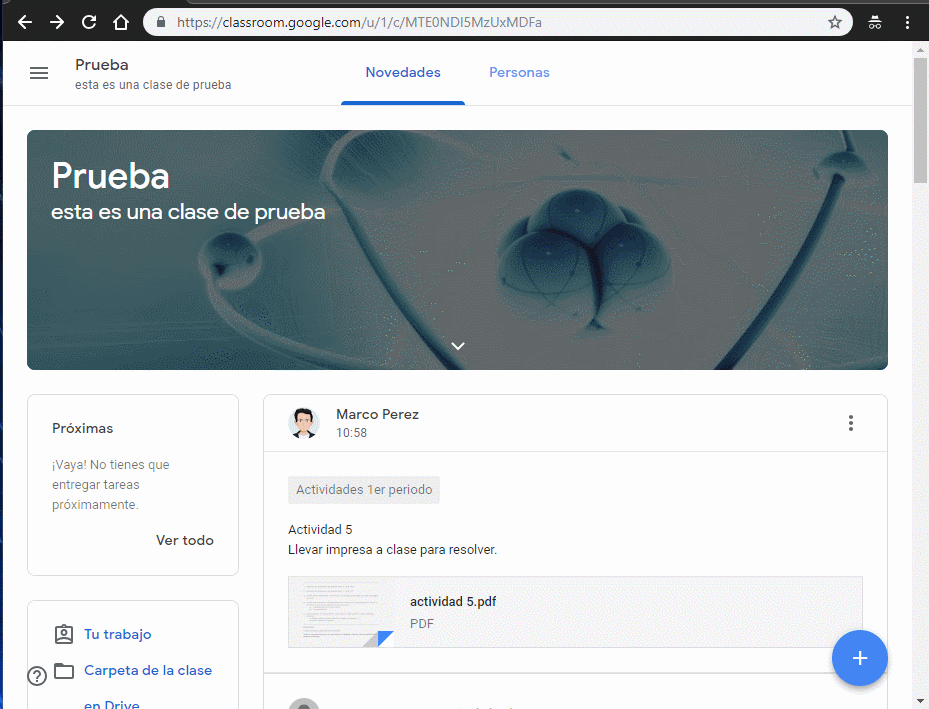 https://classroom.google.com/u/1/c/MTE0NDI5MzUxMDFa
Prueba
esta es una clase de prueba
Novedades
Personas
Prueba
esta es una clase de prueba
Próximas
¡Vaya! No tienes que
entregar tareas
próximamente.
Ver todo
Tu trabajo
Carpeta de la clase
en Drive
Marco Perez
10:58
Actividades 1er periodo
Actividad 5
Llevar impresa a clase para resolver.
actividad 5.pdf
PDF